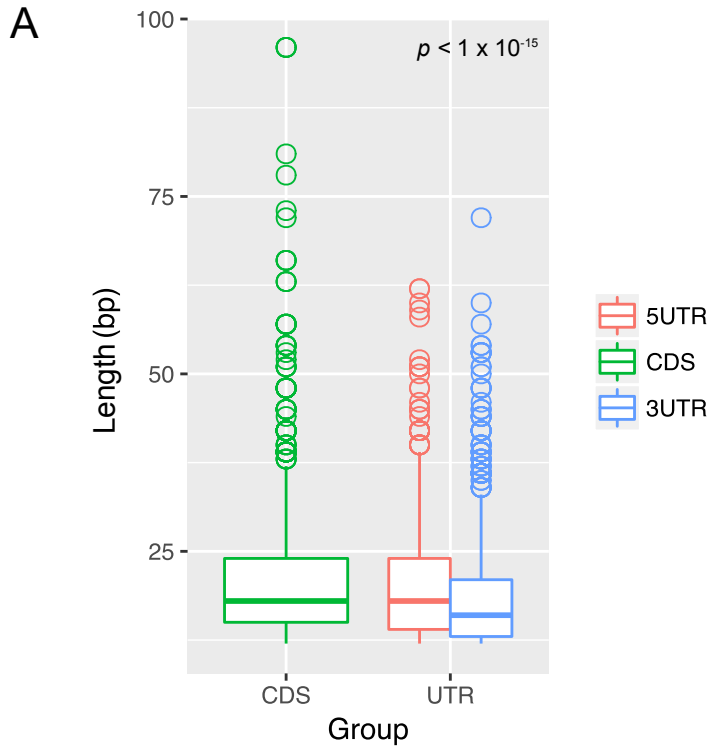 A
100
p < 1 x 10⁻¹⁵
75
50
25
Length (bp)
CDS UTR
Group
5UTR
CDS
3UTR